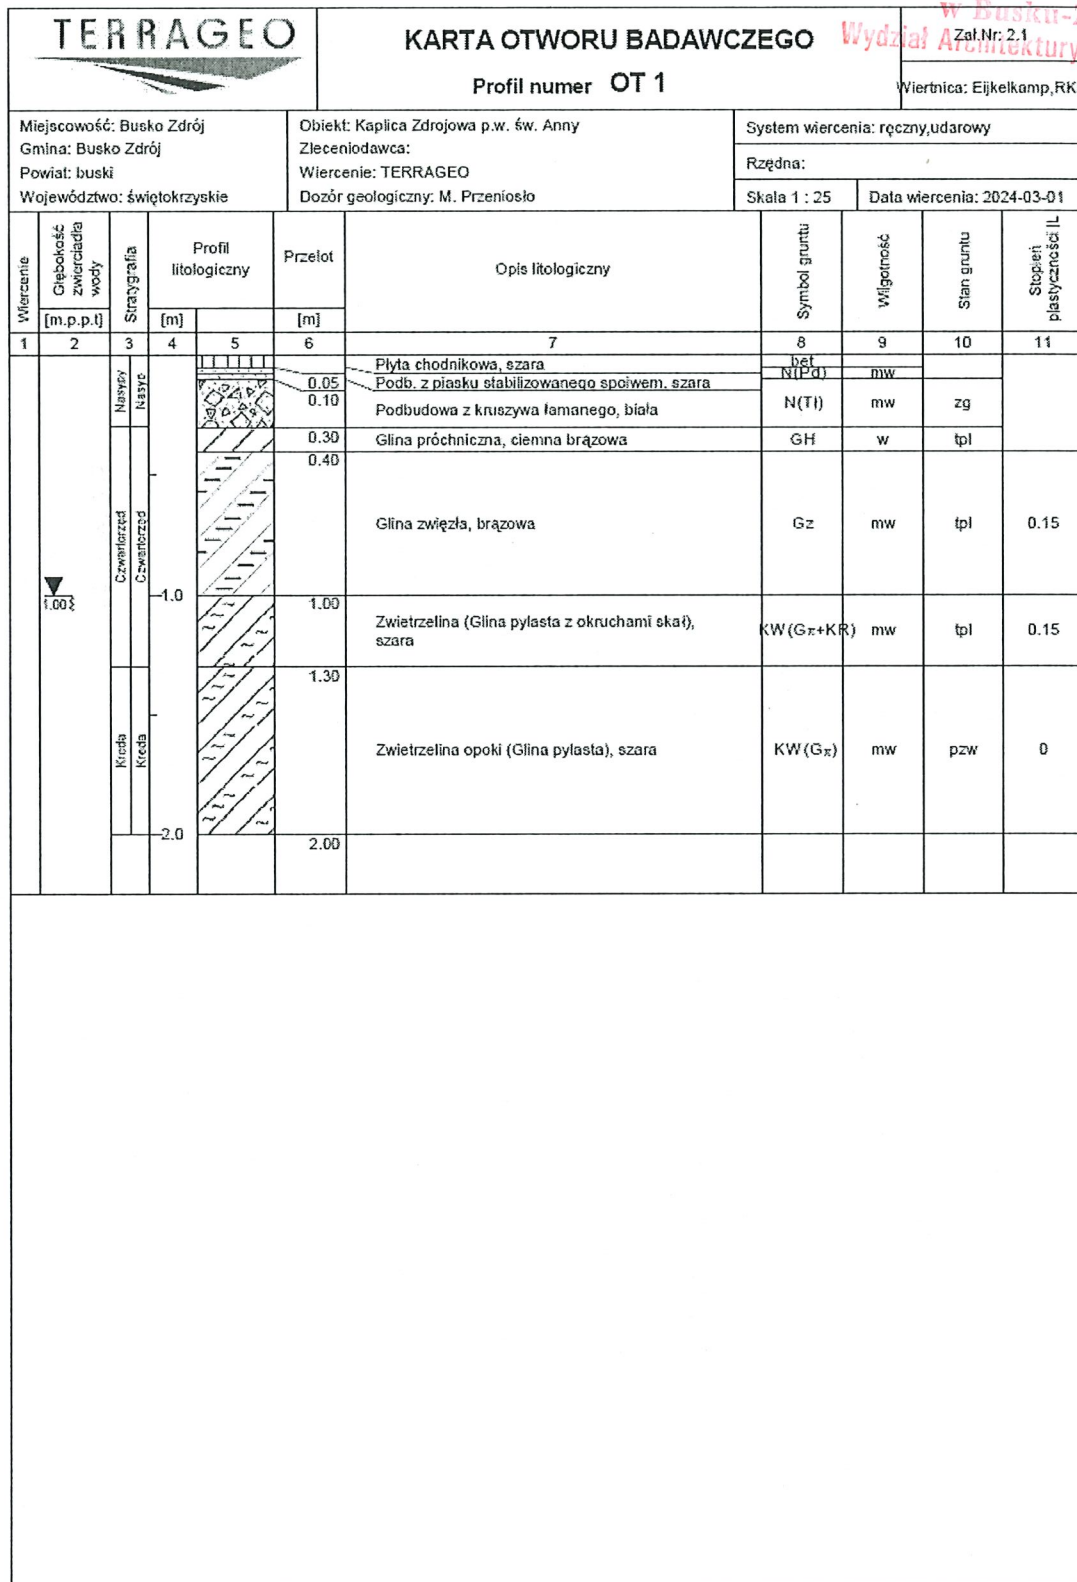 TERRAGEO
KARTA OTWORU BADAWCZEGO
Profil numer OT 1
w Busku-
Wydział Architektury
Zał.Nr: 2.1
Wiertnica: Eijkelkamp,RK
Miejscowość: Busko Zdrój
Gmina: Busko Zdrój
Powiat: buski
Województwo: świętokrzyskie
Obiekt: Kaplica Zdrojowa p.w. św. Anny
Zleceniodawca:
Wiercenie: TERRAGEO
Dozór geologiczny: M. Przeniosło
System wiercenia: ręczny,udarowy
Rzędna:
Skala 1 : 25
Data wiercenia: 2024-03-01
Wiercenie
Głębokość zwierciadła wody
[m.p.p.t]
Stratygrafia
Profil litologiczny
[m]
Przelot
[m]
Opis litologiczny
Symbol gruntu
Wilgotność
Stan gruntu
Stopień plastyczności IL
1 2 3 4 5 6 7 8 9 10 11
Nasypy Nasyp
Płyta chodnikowa, szara bet
0.05 Podb. z piasku stabilizowanego spoiwem, szara N(Pd) mw
0.10 Podbudowa z kruszywa łamanego, biała N(Tł) mw zg
0.30 Glina próchniczna, ciemna brązowa GH w tpl
0.40
Czwartorzęd Czwartorzęd
Glina zwięzła, brązowa Gz mw tpl 0.15
1.00
1.0
1.00
Zwietrzelina (Glina pylasta z okruchami skał),
szara
KW(Gπ+KR) mw tpl 0.15
1.30
Kreda Kreda
Zwietrzelina opoki (Glina pylasta), szara KW(Gπ) mw pzw 0
2.0
2.00